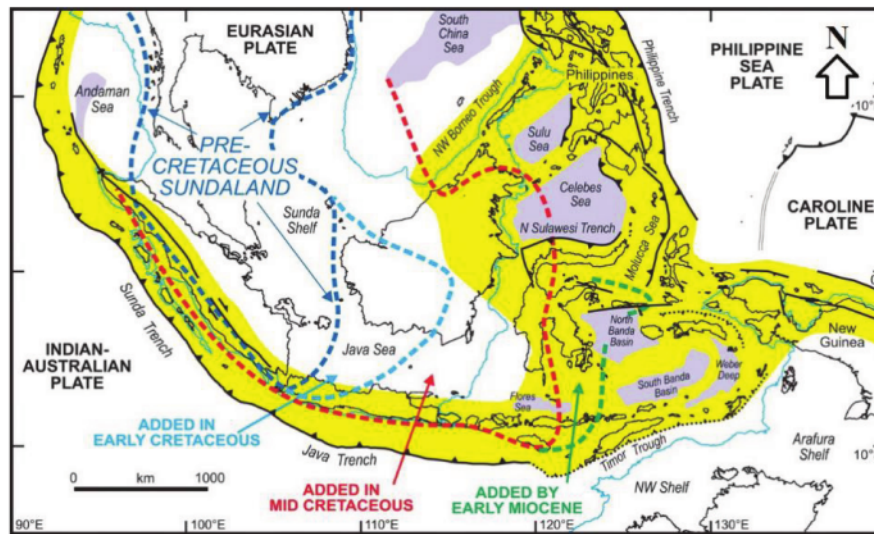 EURASIAN
PLATE
South
China
Sea
PHILIPPINE
SEA
PLATE
N
Philippine Trench
Philippines
Andaman
Sea
NW Borneo Trough
Sulu
Sea
10°
PRE-
CRETACEOUS
SUNDALAND
Sunda
Shelf
Celebes
Sea
CAROLINE
PLATE
N Sulawesi Trench
Molucca Sea
Sunda Trench
INDIAN-
AUSTRALIAN
PLATE
Java Sea
North
Banda
Basin
New
Guinea
Weber
Deep
South Banda
Basin
Flores
Sea
ADDED IN
EARLY CRETACEOUS
Java Trench
Timor Trough
Arafura
Shelf
10°
0
km
1000
ADDED IN
MID CRETACEOUS
ADDED BY
EARLY MIOCENE
NW Shelf
90°E
100°E
110°E
120°E
130°E